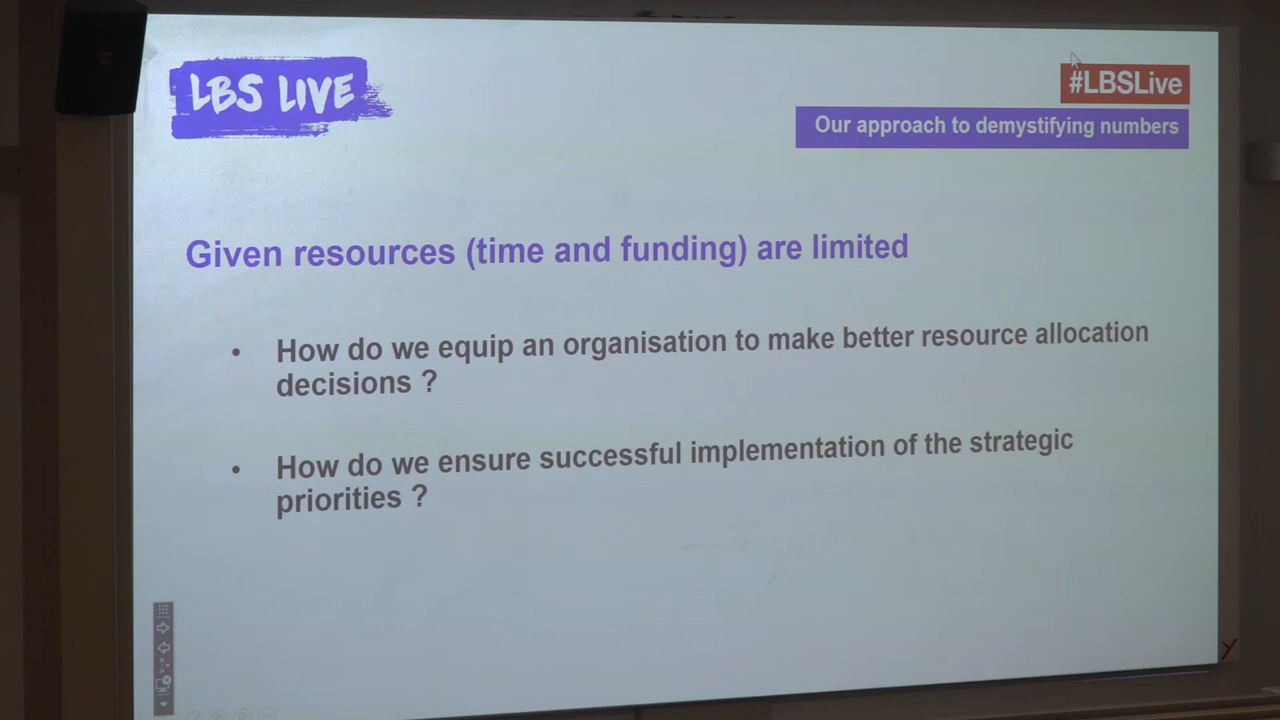 LBS LIVE
#LBSLive
Our approach to demystifying numbers
Given resources (time and funding) are limited
• How do we equip an organisation to make better resource allocation
decisions ?
• How do we ensure successful implementation of the strategic
priorities ?